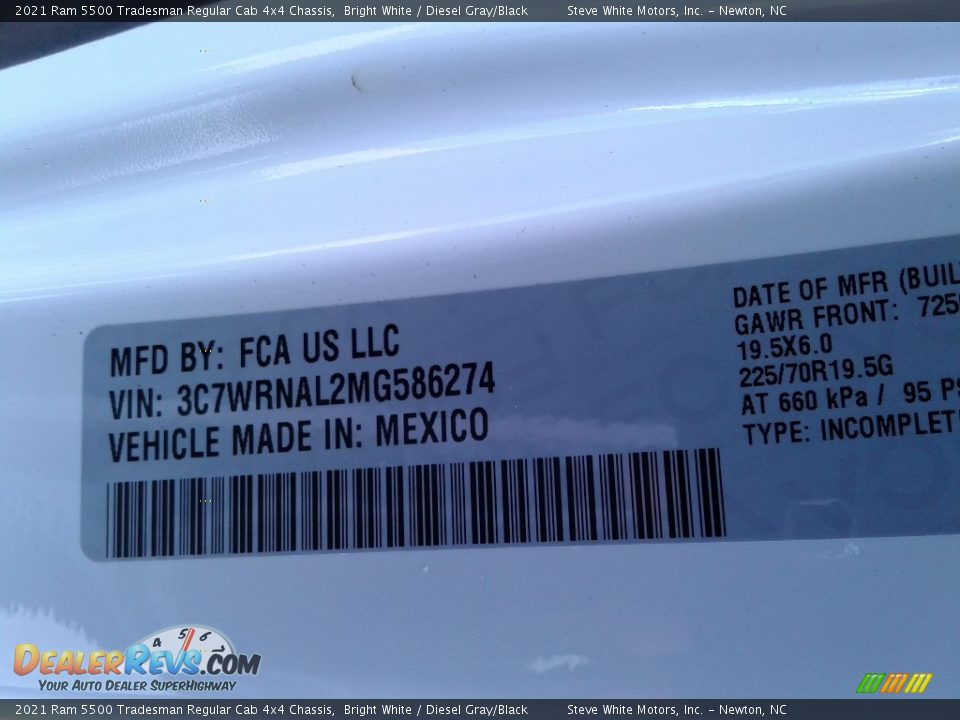 2021 Ram 5500 Tradesman Regular Cab 4x4 Chassis, Bright White / Diesel Gray/Black Steve White Motors, Inc. – Newton, NC
MFD BY: FCA US LLC
VIN: 3C7WRNAL2MG586274
VEHICLE MADE IN: MEXICO
DATE OF MFR (BUIL
GAWR FRONT: 725
19.5X6.0
225/70R19.5G
AT 660 kPa / 95 PS
TYPE: INCOMPLET
4 5 6
DEALERREVS.COM
YOUR AUTO DEALER SUPERHIGHWAY
2021 Ram 5500 Tradesman Regular Cab 4x4 Chassis, Bright White / Diesel Gray/Black Steve White Motors, Inc. – Newton, NC